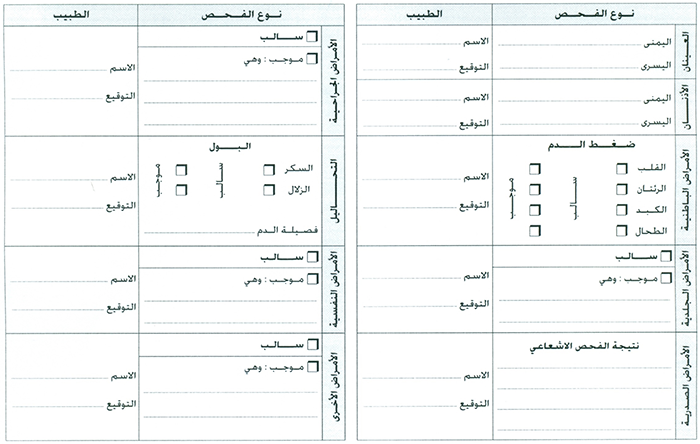 نوع الفحص
الطبيب
العينان
اليمنى
الاسم
اليسرى
التوقيع
الأذنان
اليمنى
الاسم
اليسرى
التوقيع
الأمراض الباطنية
ضغط الدم
القلب
الرئتان
الكبد
الطحال
سالب
موجب
الاسم
التوقيع
الأمراض الجلدية
سالب
موجب : وهي
الاسم
التوقيع
الأمراض الصدرية
نتيجة الفحص الاشعاعي
الاسم
التوقيع
نوع الفحص
الطبيب
الأمراض الجراحية
سالب
موجب : وهي
الاسم
التوقيع
التحاليل
البول
السكر
الزلال
سالب
موجب
فصيلة الدم
الاسم
التوقيع
الأمراض النفسية
سالب
موجب : وهي
الاسم
التوقيع
الأمراض الأخرى
سالب
موجب : وهي
الاسم
التوقيع